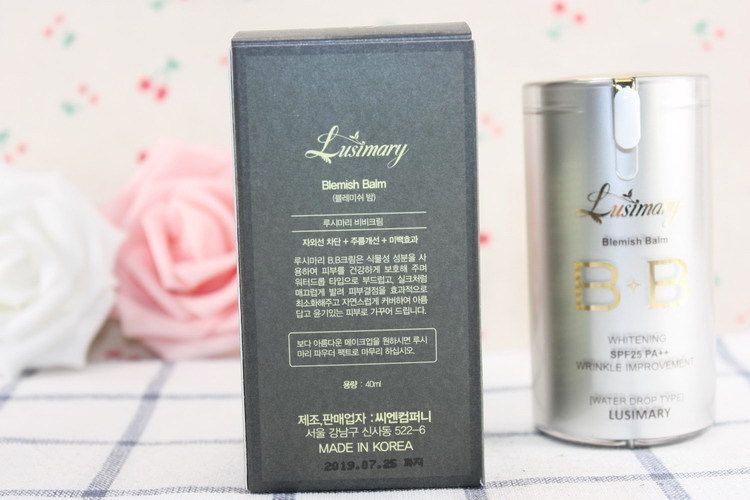 Lusimary
Blemish Balm
(블레미쉬 밤)
루시마리 비비크림
자외선 차단 + 주름개선 + 미백효과
루시마리 B.B크림은 식물성 성분을 사
용하여 피부를 건강하게 보호해 주며
워터드롭 타입으로 부드럽고, 실크처럼
매끄럽게 발려 피부결점을 효과적으로
최소화해주고 자연스럽게 커버하여 아름
답고 윤기있는 피부로 가꾸어 드립니다.
보다 아름다운 메이크업을 원하시면 루시
마리 파우더 팩트로 마무리 하십시오.
용량 : 40ml
제조,판매업자 : 씨엔컴퍼니
서울 강남구 신사동 522-6
MADE IN KOREA
2019.07.25 까지
Lusimary
Blemish Balm
B B
WHITENING
SPF25 PA++
WRINKLE IMPROVEMENT
[WATER DROP TYPE]
LUSIMARY